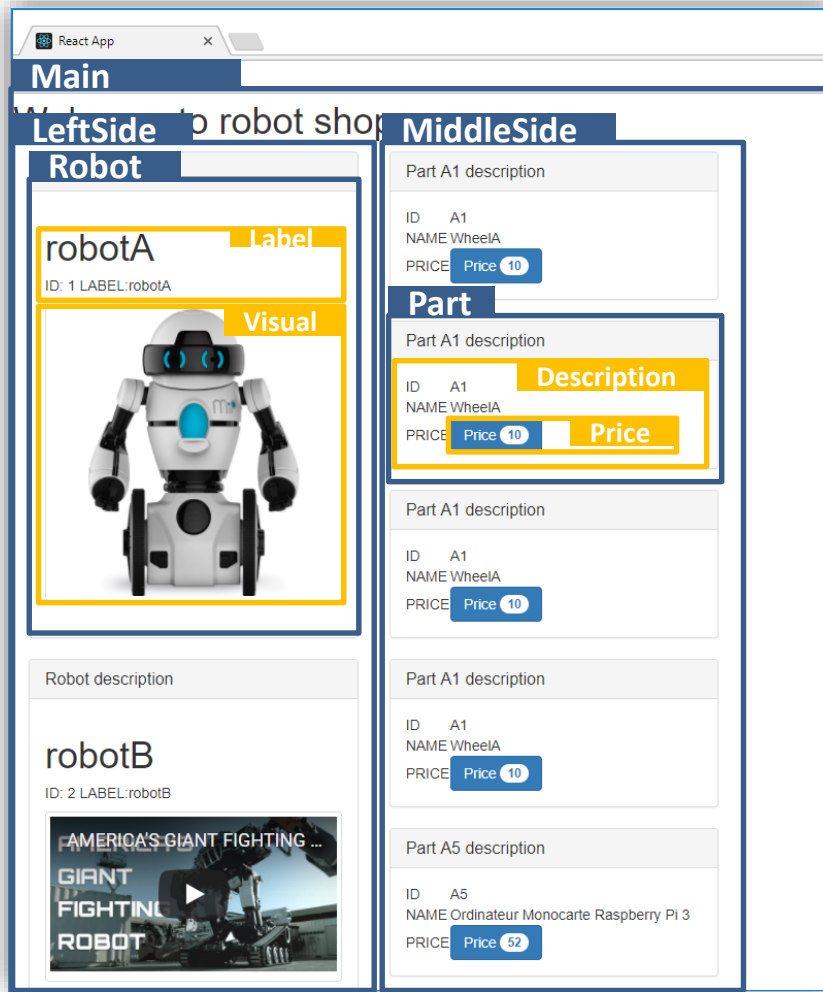 React App
Main
to robot shop
LeftSide
Robot
robotA
Label
ID: 1 LABEL:robotA
Visual
Robot description
robotB
ID: 2 LABEL:robotB
AMERICA'S GIANT FIGHTING ...
AMERICA'S
GIANT
FIGHTING
ROBOT
MiddleSide
Part A1 description
ID A1
NAME WheelA
PRICE Price 10
Part
Part A1 description
Description
ID A1
NAME WheelA
PRICE Price 10
Price
Part A1 description
ID A1
NAME WheelA
PRICE Price 10
Part A1 description
ID A1
NAME WheelA
PRICE Price 10
Part A5 description
ID A5
NAME Ordinateur Monocarte Raspberry Pi 3
PRICE Price 52